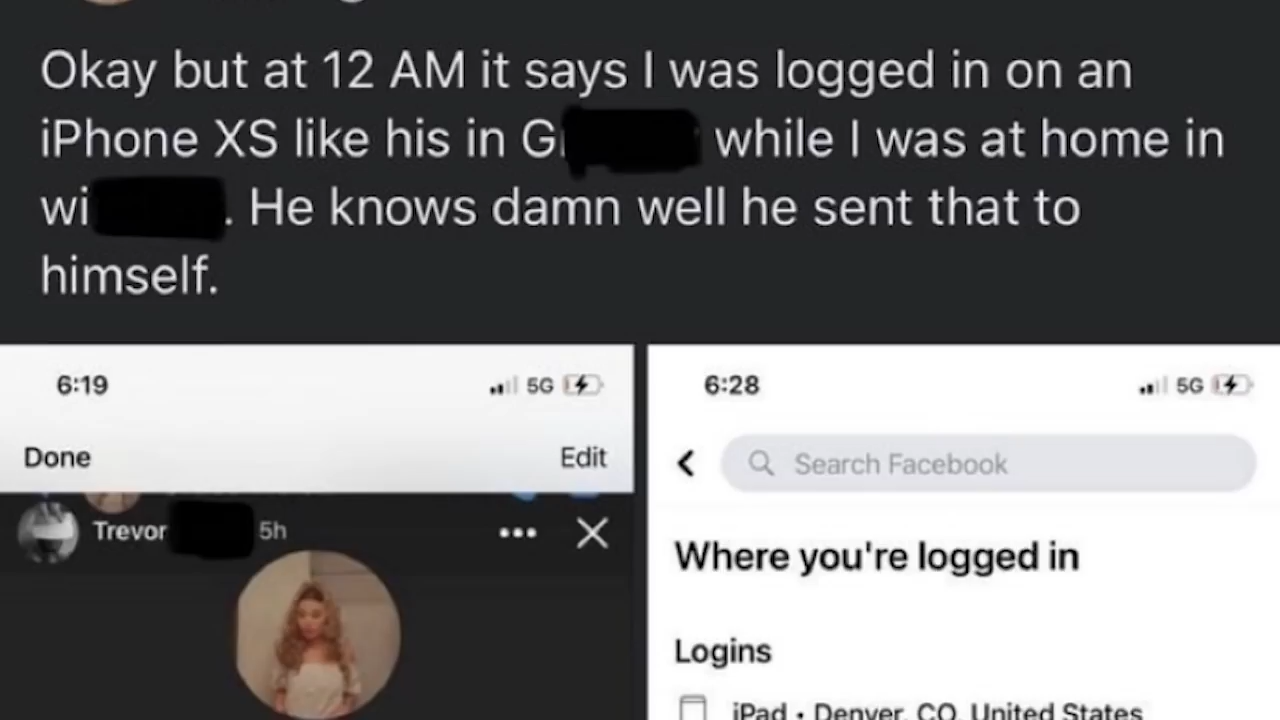 Okay but at 12 AM it says I was logged in on an
iPhone XS like his in G while I was at home in
wi . He knows damn well he sent that to
himself.
6:19 5G
Done Edit
Trevor 5h
6:28 5G
Search Facebook
Where you're logged in
Logins
iPad • Denver, CO, United States